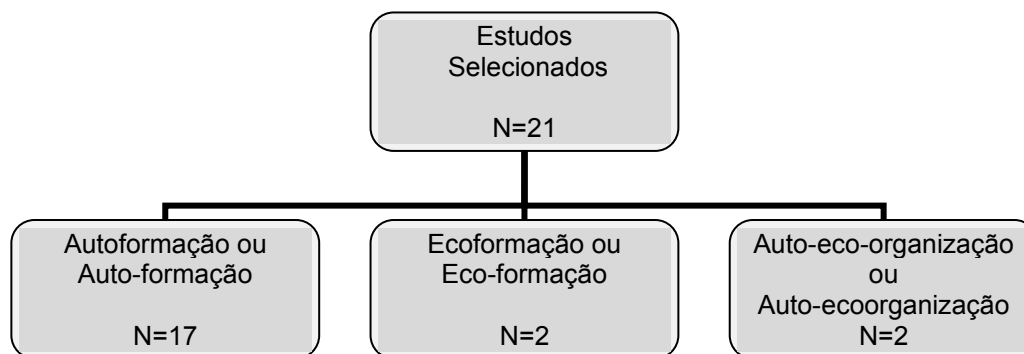 Estudos
Selecionados
N=21
Autoformação ou
Auto-formação
N=17
Ecoformação ou
Eco-formação
N=2
Auto-eco-organização
ou
Auto-ecoorganização
N=2